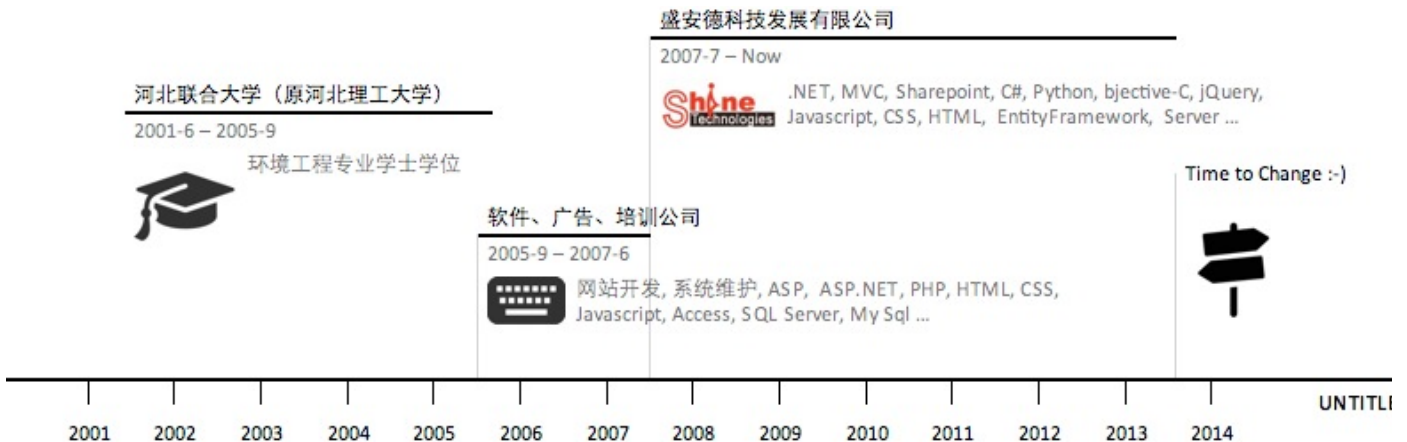 盛安德科技发展有限公司
2007-7 – Now
Shine
Technologies
.NET, MVC, Sharepoint, C#, Python, bjective-C, jQuery,
Javascript, CSS, HTML, EntityFramework, Server ...
河北联合大学（原河北理工大学）
2001-6 – 2005-9
环境工程专业学士学位
Time to Change :-)
软件、广告、培训公司
2005-9 – 2007-6
网站开发, 系统维护, ASP, ASP.NET, PHP, HTML, CSS,
Javascript, Access, SQL Server, My Sql ...
UNTITLE
2001 2002 2003 2004 2005 2006 2007 2008 2009 2010 2011 2012 2013 2014